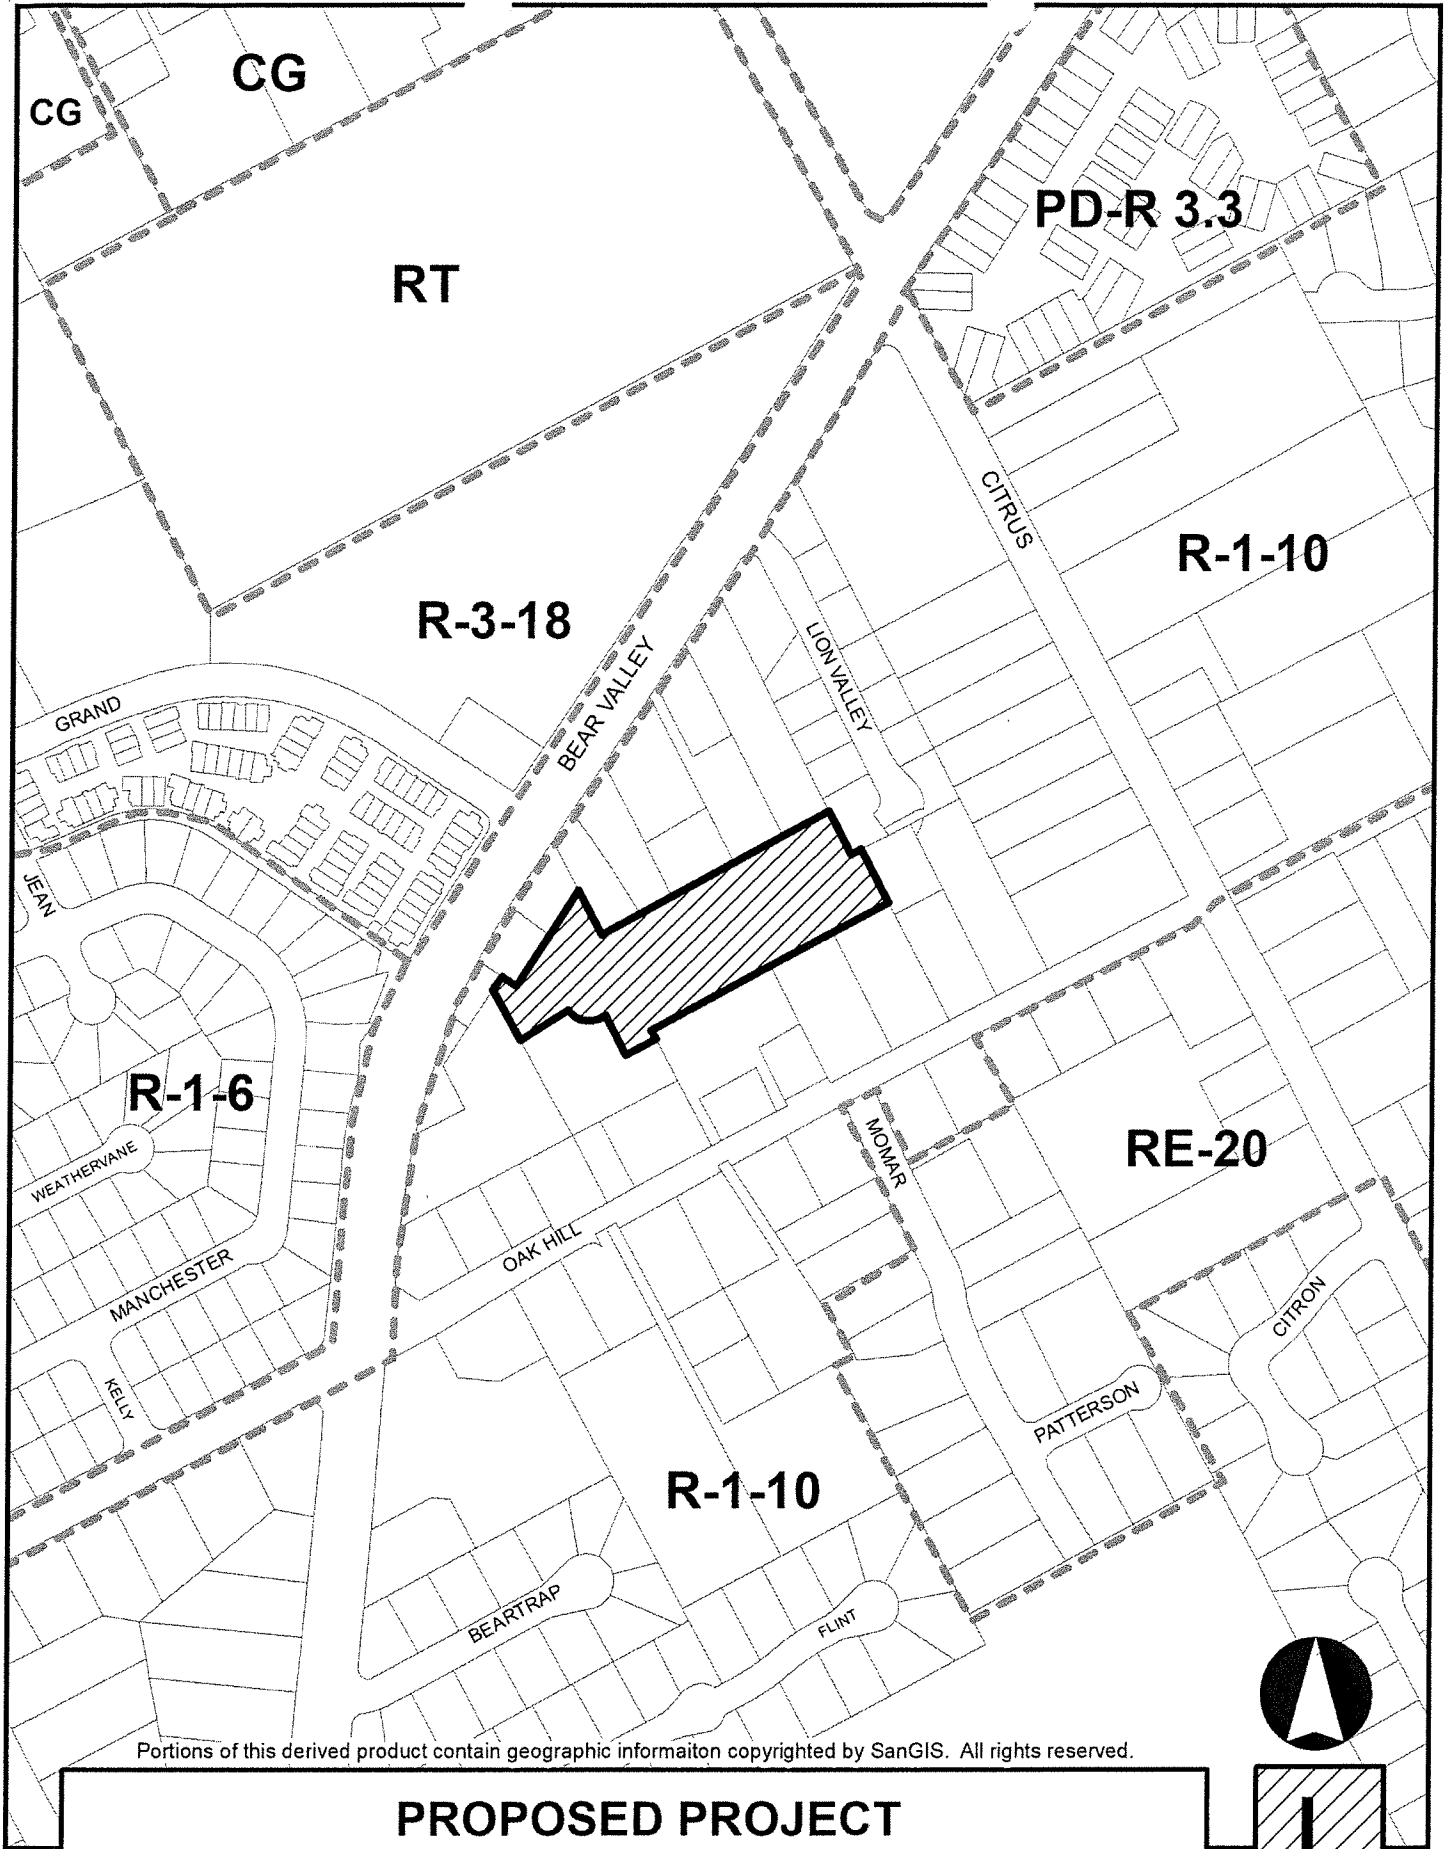 CG
CG
RT
PD-R 3.3
CITRUS
R-1-10
R-3-18
LION VALLEY
BEAR VALLEY
GRAND
JEAN
R-1-6
WEATHERVANE
MOMAR
RE-20
OAK HILL
MANCHESTER
CITRON
KELLY
PATTERSON
R-1-10
BEARTRAP
FLINT
Portions of this derived product contain geographic informaiton copyrighted by SanGIS. All rights reserved.
PROPOSED PROJECT